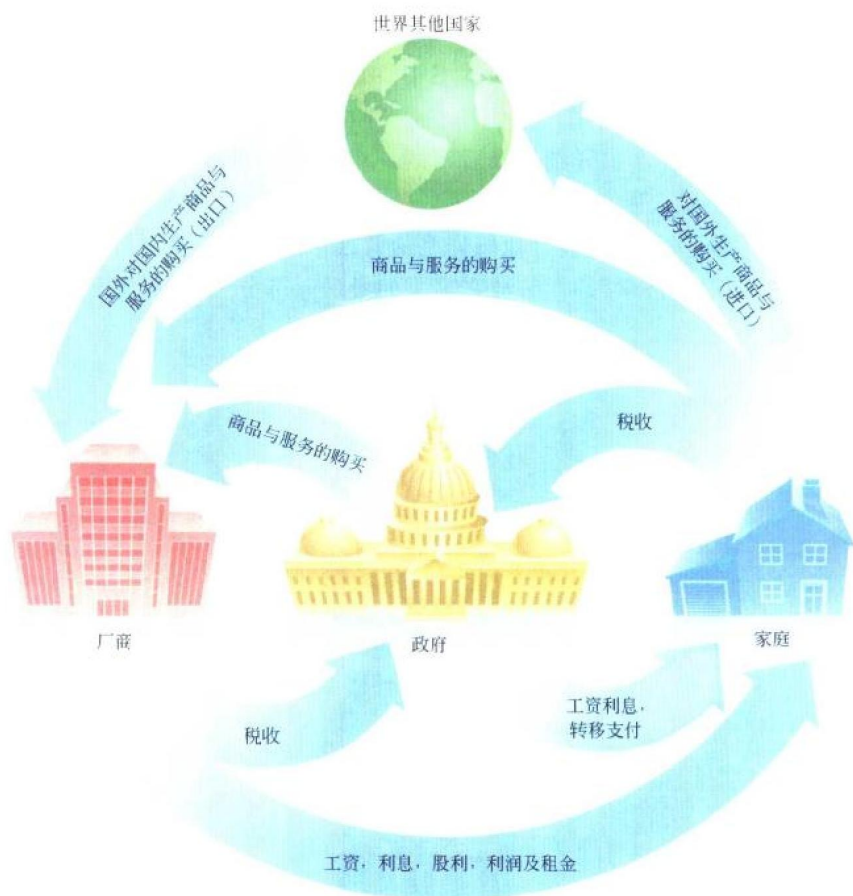 世界其他国家
国外对国内生产商品与
服务的购买（出口）
对国外生产商品与
服务的购买（进口）
商品与服务的购买
商品与服务的购买
税收
厂商
政府
家庭
税收
工资利息，
转移支付
工资，利息，股利，利润及租金